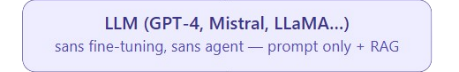 LLM (GPT-4, Mistral, LLaMA...)
sans fine-tuning, sans agent — prompt only + RAG